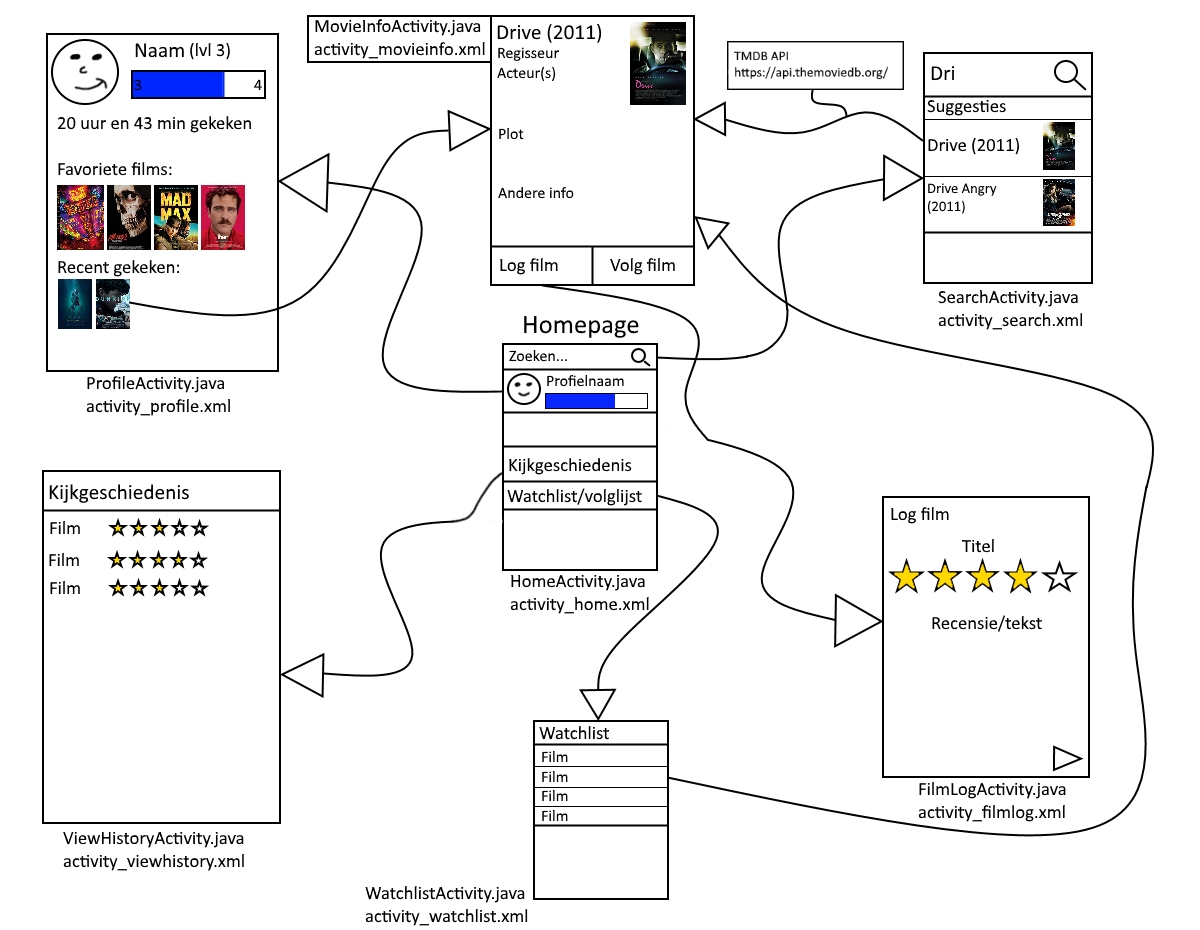 Naam (lvl 3)
3
4
20 uur en 43 min gekeken
Favoriete films:
MAD
MAX
her
Recent gekeken:
DUNKIRK
ProfileActivity.java
activity_profile.xml
MovieInfoActivity.java
activity_movieinfo.xml
Drive (2011)
Regisseur
Acteur(s)
Drive
Plot
Andere info
Log film
Volg film
TMDB API
https://api.themoviedb.org/
Dri
Suggesties
Drive (2011)
Drive Angry
(2011)
SearchActivity.java
activity_search.xml
Homepage
Zoeken...
Profielnaam
Kijkgeschiedenis
Watchlist/volglijst
HomeActivity.java
activity_home.xml
Kijkgeschiedenis
Film
Film
Film
ViewHistoryActivity.java
activity_viewhistory.xml
Watchlist
Film
Film
Film
Film
WatchlistActivity.java
activity_watchlist.xml
Log film
Titel
Recensie/tekst
FilmLogActivity.java
activity_filmlog.xml